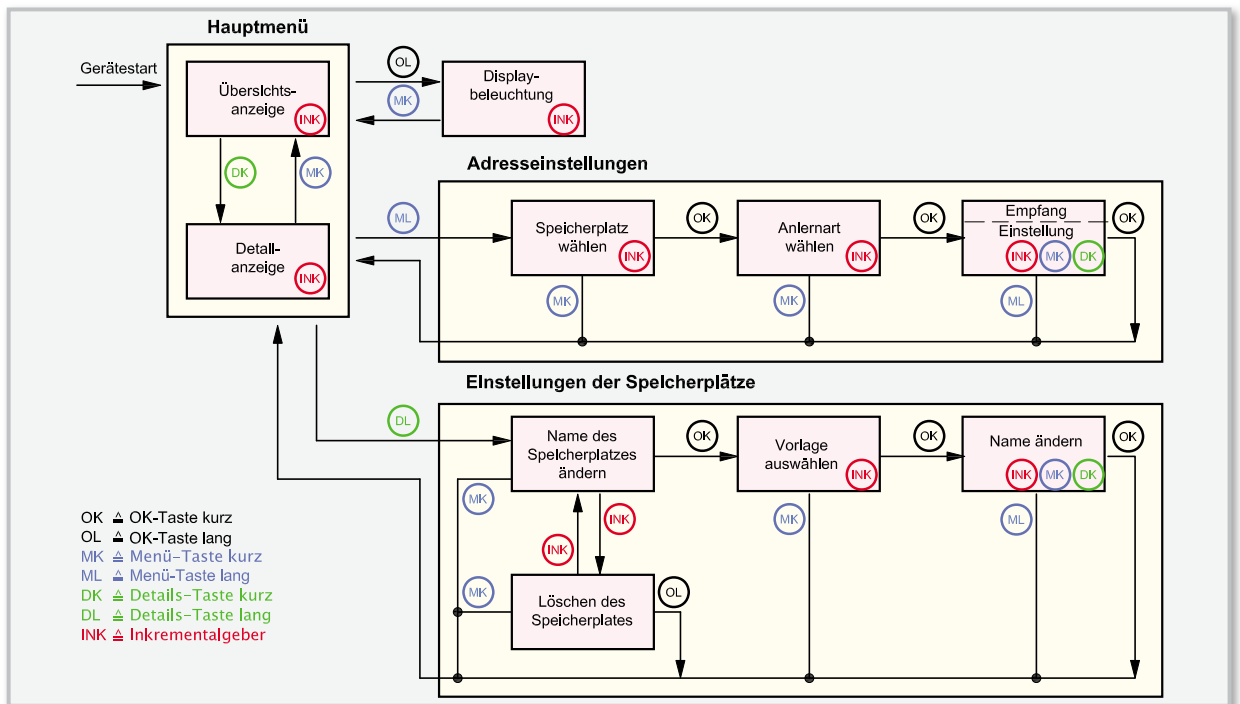 Hauptmenü
Gerätestart
Übersichts-
anzeige
INK
DK
MK
Detail-
anzeige
INK
OL
MK
Display-
beleuchtung
INK
Adresseinstellungen
ML
Speicherplatz
wählen
INK
OK
Anlernart
wählen
INK
OK
Empfang
Einstellung
INK MK DK
OK
MK
MK
ML
EInstellungen der Speicherplätze
DL
Name des
Speicherplatzes
ändern
OK
Vorlage
auswählen
INK
OK
Name ändern
INK MK DK
OK
MK
INK
INK
MK
ML
MK
Löschen des
Speicherplates
OL
OK ≙ OK-Taste kurz
OL ≙ OK-Taste lang
MK ≙ Menü-Taste kurz
ML ≙ Menü-Taste lang
DK ≙ Details-Taste kurz
DL ≙ Details-Taste lang
INK ≙ Inkrementalgeber